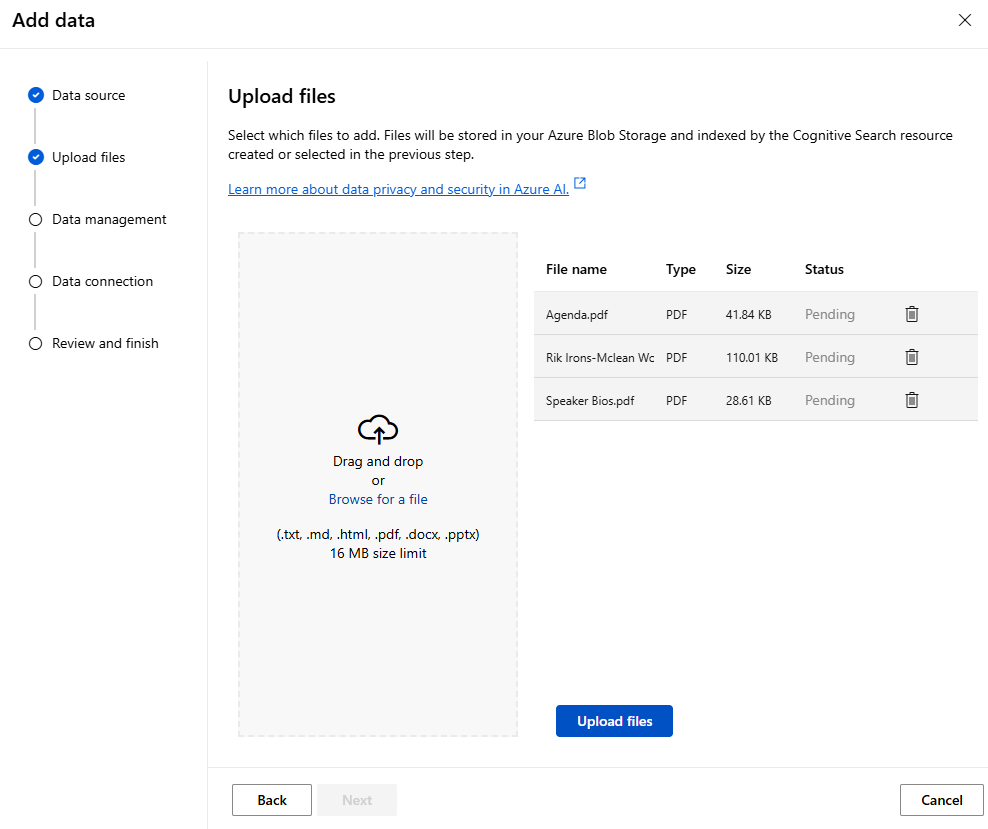 Add data
Data source
Upload files
Data management
Data connection
Review and finish
Upload files
Select which files to add. Files will be stored in your Azure Blob Storage and indexed by the Cognitive Search resource
created or selected in the previous step.
Learn more about data privacy and security in Azure AI.
Drag and drop
or
Browse for a file
(.txt, .md, .html, .pdf, .docx, .pptx)
16 MB size limit
File name Type Size Status
Agenda.pdf PDF 41.84 KB Pending
Rik Irons-Mclean Wc PDF 110.01 KB Pending
Speaker Bios.pdf PDF 28.61 KB Pending
Upload files
Back Next Cancel